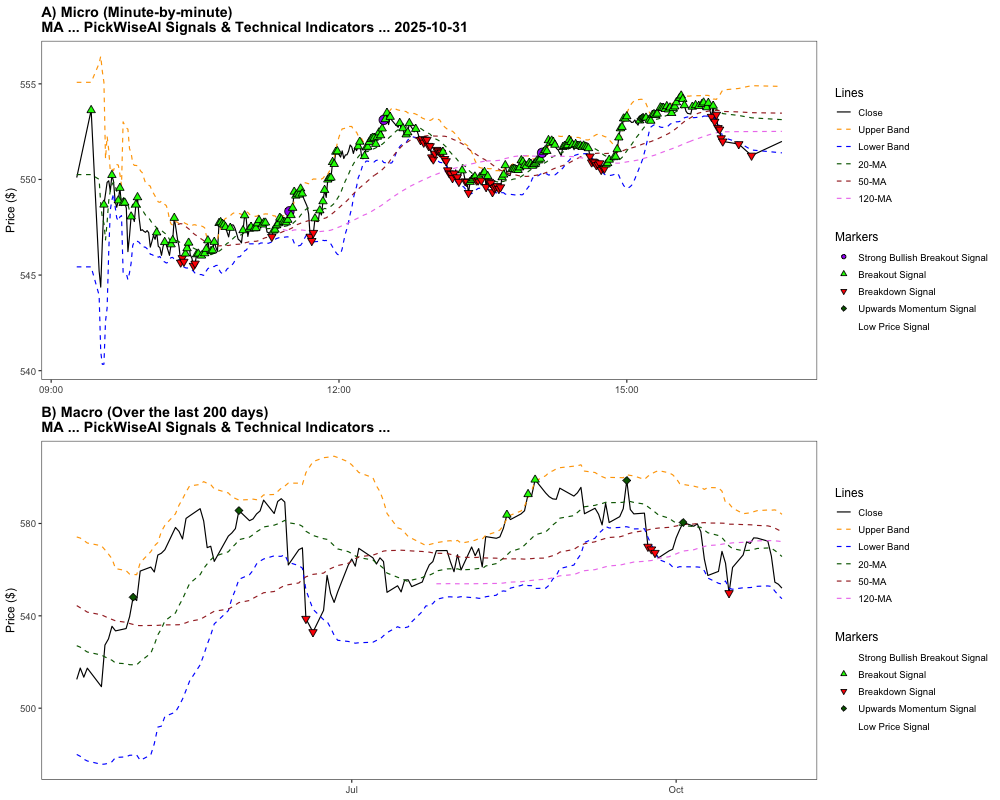 A) Micro (Minute-by-minute)
MA ... PickWiseAI Signals & Technical Indicators ... 2025-10-31
Price ($)
555
550
545
540
09:00
12:00
15:00
Lines
Close
Upper Band
Lower Band
20-MA
50-MA
120-MA
Markers
Strong Bullish Breakout Signal
Breakout Signal
Breakdown Signal
Upwards Momentum Signal
Low Price Signal
B) Macro (Over the last 200 days)
MA ... PickWiseAI Signals & Technical Indicators ...
Price ($)
580
540
500
Jul
Oct
Lines
Close
Upper Band
Lower Band
20-MA
50-MA
120-MA
Markers
Strong Bullish Breakout Signal
Breakout Signal
Breakdown Signal
Upwards Momentum Signal
Low Price Signal